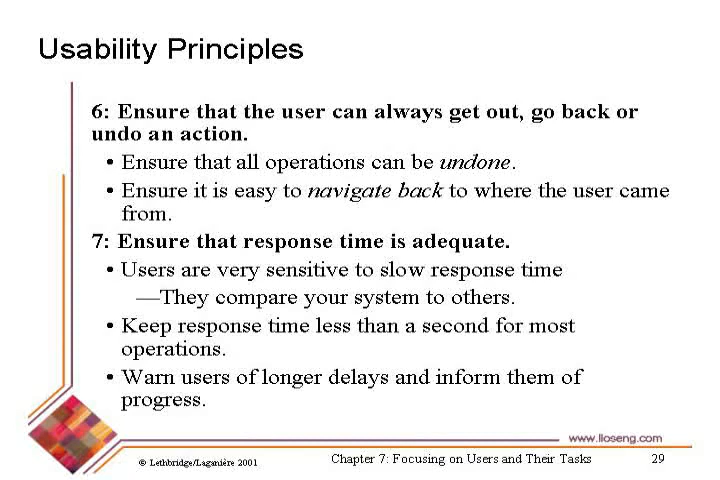 Usability Principles
6: Ensure that the user can always get out, go back or
undo an action.
• Ensure that all operations can be undone.
• Ensure it is easy to navigate back to where the user came
from.
7: Ensure that response time is adequate.
• Users are very sensitive to slow response time
—They compare your system to others.
• Keep response time less than a second for most
operations.
• Warn users of longer delays and inform them of
progress.
www.lloseng.com
© Lethbridge/Laganière 2001
Chapter 7: Focusing on Users and Their Tasks
29